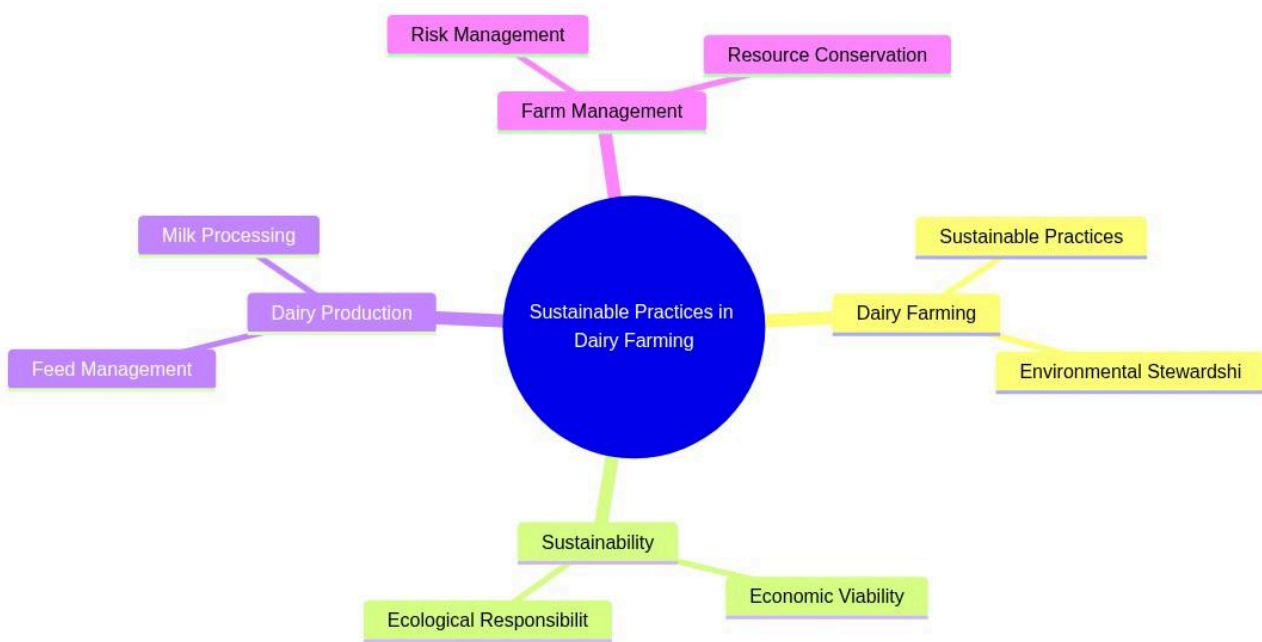 Risk Management
Resource Conservation
Farm Management
Milk Processing
Sustainable Practices
Dairy Production
Sustainable Practices in
Dairy Farming
Dairy Farming
Feed Management
Environmental Stewardshi
Sustainability
Economic Viability
Ecological Responsibilit